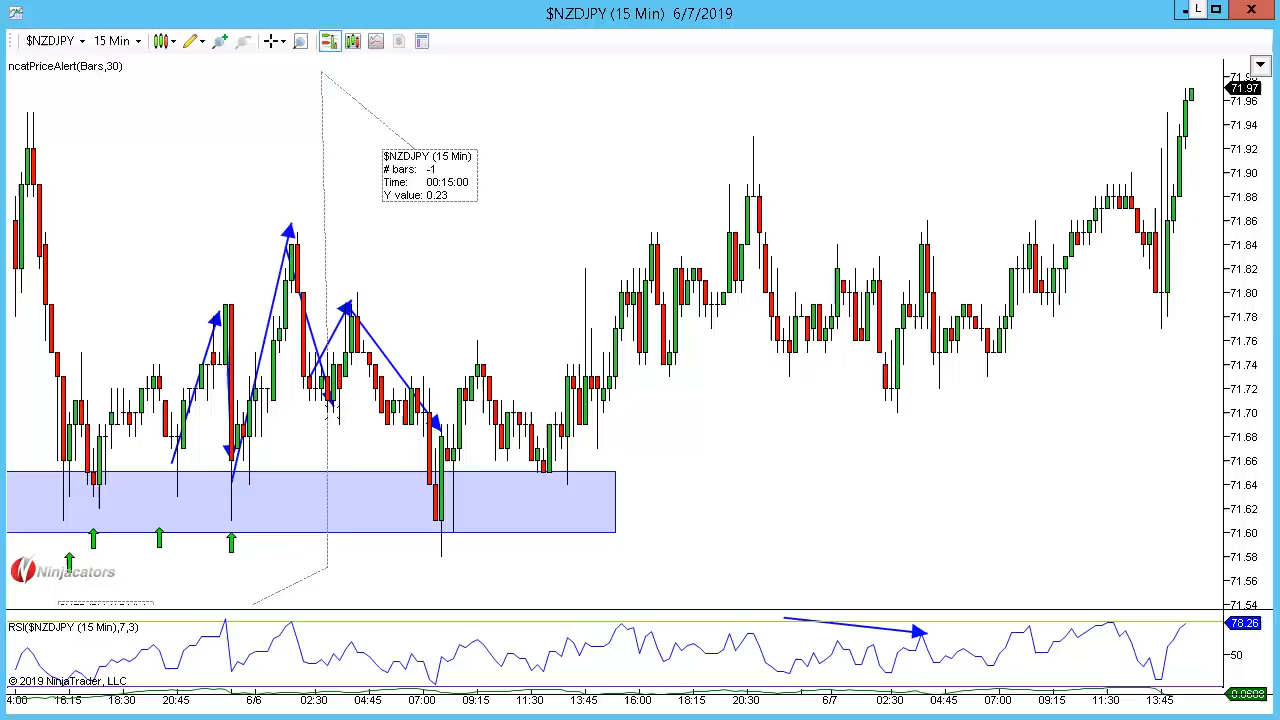 $NZDJPY (15 Min) 6/7/2019
L
$NZDJPY 15 Min
ncatPriceAlert(Bars,30)
$NZDJPY (15 Min)
# bars: -1
Time: 00:15:00
Y value: 0.23
71.98
71.97
71.96
71.94
71.92
71.90
71.88
71.86
71.84
71.82
71.80
71.78
71.76
71.74
71.72
71.70
71.68
71.66
71.64
71.62
71.60
71.58
71.56
71.54
Ninjacators
RSI($NZDJPY (15 Min),7,3)
78.26
50
© 2019 NinjaTrader, LLC
0.0608
4:00 16:15 18:30 20:45 6/6 02:30 04:45 07:00 09:15 11:30 13:45 16:00 18:15 20:30 6/7 02:30 04:45 07:00 09:15 11:30 13:45